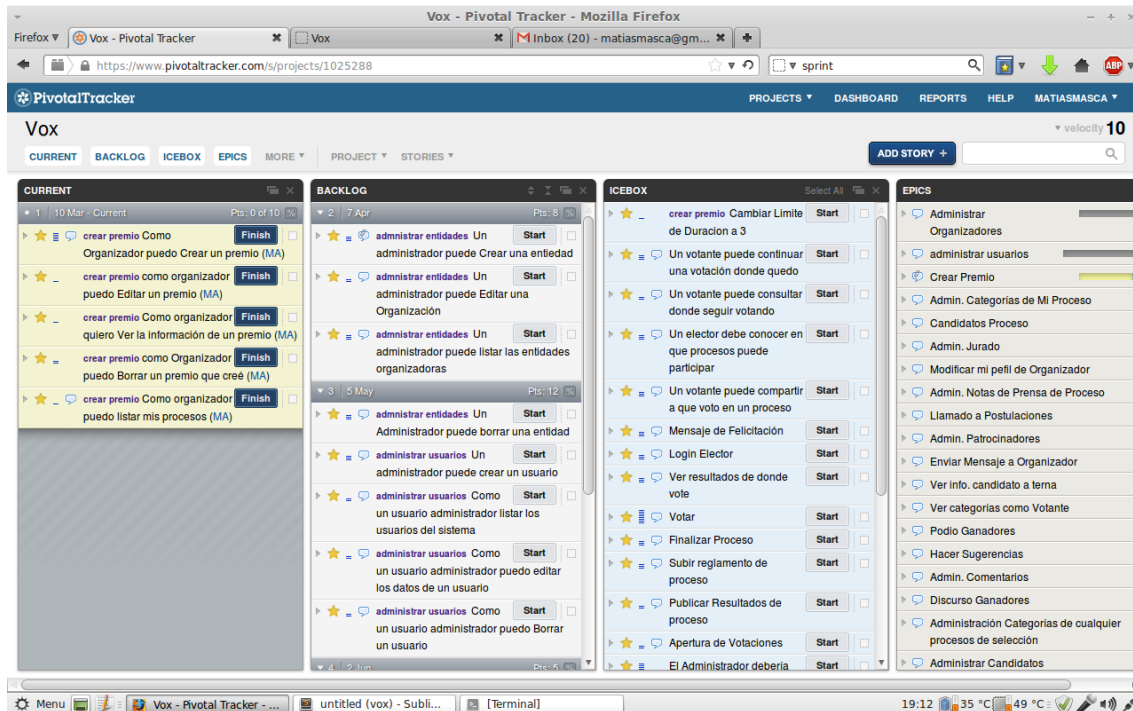 Vox - Pivotal Tracker - Mozilla Firefox
Firefox
Vox - Pivotal Tracker
Vox
Inbox (20) - matiasmasca@gm...
https://www.pivotaltracker.com/s/projects/1025288
sprint
ABP
PivotalTracker
PROJECTS
DASHBOARD
REPORTS
HELP
MATIASMASCA
Vox
velocity 10
CURRENT
BACKLOG
ICEBOX
EPICS
MORE
PROJECT
STORIES
ADD STORY +
CURRENT
1 | 10 Mar - Current
Pts: 0 of 10 %
crear premio Como
Organizador puedo Crear un premio (MA)
Finish
crear premio como organizador
puedo Editar un premio (MA)
Finish
crear premio Como organizador
quiero Ver la información de un premio (MA)
Finish
crear premio como Organizador
puedo Borrar un premio que creé (MA)
Finish
crear premio Como organizador
puedo listar mis procesos (MA)
Finish
BACKLOG
2 | 7 Apr
Pts: 8 %
admnistrar entidades Un
administrador puede Crear una entiedad
Start
admnistrar entidades Un
administrador puede Editar una
Organización
Start
admnistrar entidades Un
administrador puede listar las entidades
organizadoras
Start
3 | 5 May
Pts: 12 %
admnistrar entidades Un
Administrador puede borrar una entidad
Start
administrar usuarios Un
administrador puede crear un usuario
Start
administrar usuarios Como
un usuario administrador listar los
usuarios del sistema
Start
administrar usuarios Como
un usuario administrador puedo editar
los datos de un usuario
Start
administrar usuarios Como
un usuario administrador puedo Borrar
un usuario
Start
4 | 2 Jun
Pts: 5 %
ICEBOX
Select All
crear premio Cambiar Limite
de Duracion a 3
Start
Un votante puede continuar
una votación donde quedo
Start
Un votante puede consultar
donde seguir votando
Start
Un elector debe conocer en
que procesos puede
participar
Start
Un votante puede compartir
a que voto en un proceso
Start
Mensaje de Felicitación
Start
Login Elector
Start
Ver resultados de donde
vote
Start
Votar
Start
Finalizar Proceso
Start
Subir reglamento de
proceso
Start
Publicar Resultados de
proceso
Start
Apertura de Votaciones
Start
El Administrador debería
Start
EPICS
Administrar
Organizadores
administrar usuarios
Crear Premio
Admin. Categorías de Mi Proceso
Candidatos Proceso
Admin. Jurado
Modificar mi pefil de Organizador
Admin. Notas de Prensa de Proceso
Llamado a Postulaciones
Admin. Patrocinadores
Enviar Mensaje a Organizador
Ver info. candidato a terna
Ver categorías como Votante
Podio Ganadores
Hacer Sugerencias
Admin. Comentarios
Discurso Ganadores
Administración Categorías de cualquier
procesos de selección
Administrar Candidatos
Menu
Vox - Pivotal Tracker - ...
untitled (vox) - Subli...
[Terminal]
19:12
35 °C
49 °C